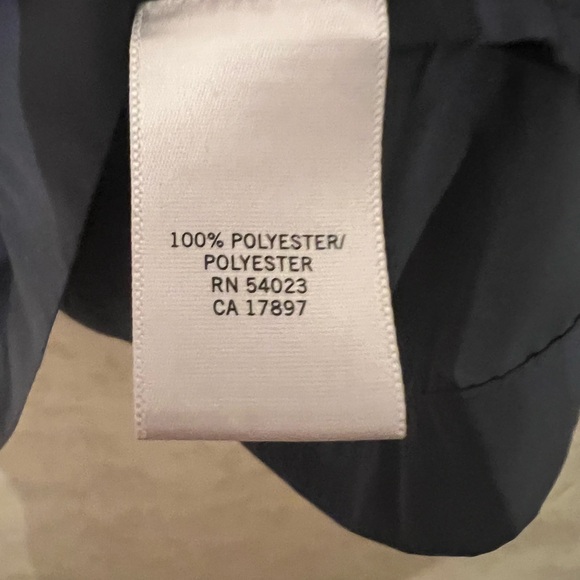 100% POLYESTER/
POLYESTER
RN 54023
CA 17897